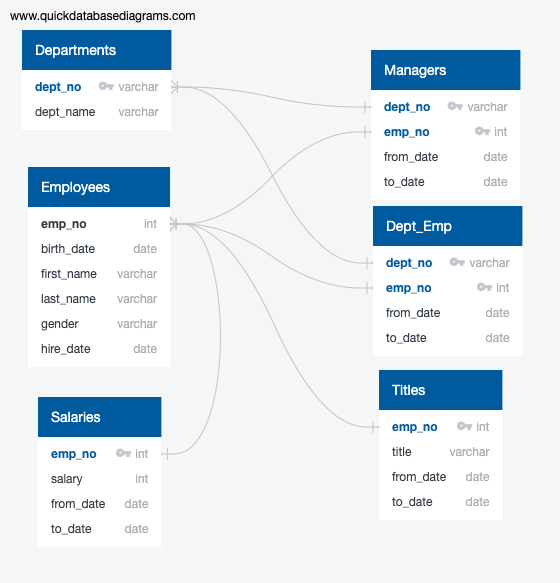 www.quickdatabasediagrams.com
Departments
dept_no varchar
dept_name varchar
Employees
emp_no int
birth_date date
first_name varchar
last_name varchar
gender varchar
hire_date date
Salaries
emp_no int
salary int
from_date date
to_date date
Managers
dept_no varchar
emp_no int
from_date date
to_date date
Dept_Emp
dept_no varchar
emp_no int
from_date date
to_date date
Titles
emp_no int
title varchar
from_date date
to_date date